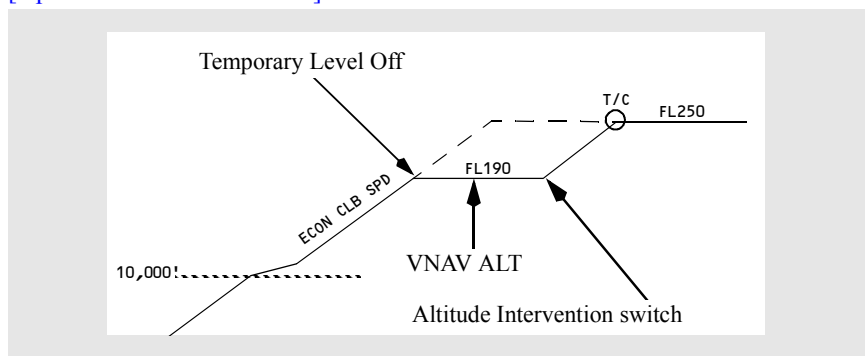 Temporary Level Off
T/C
FL250
FL190
ECON CLB SPD
10,000'
VNAV ALT
Altitude Intervention switch